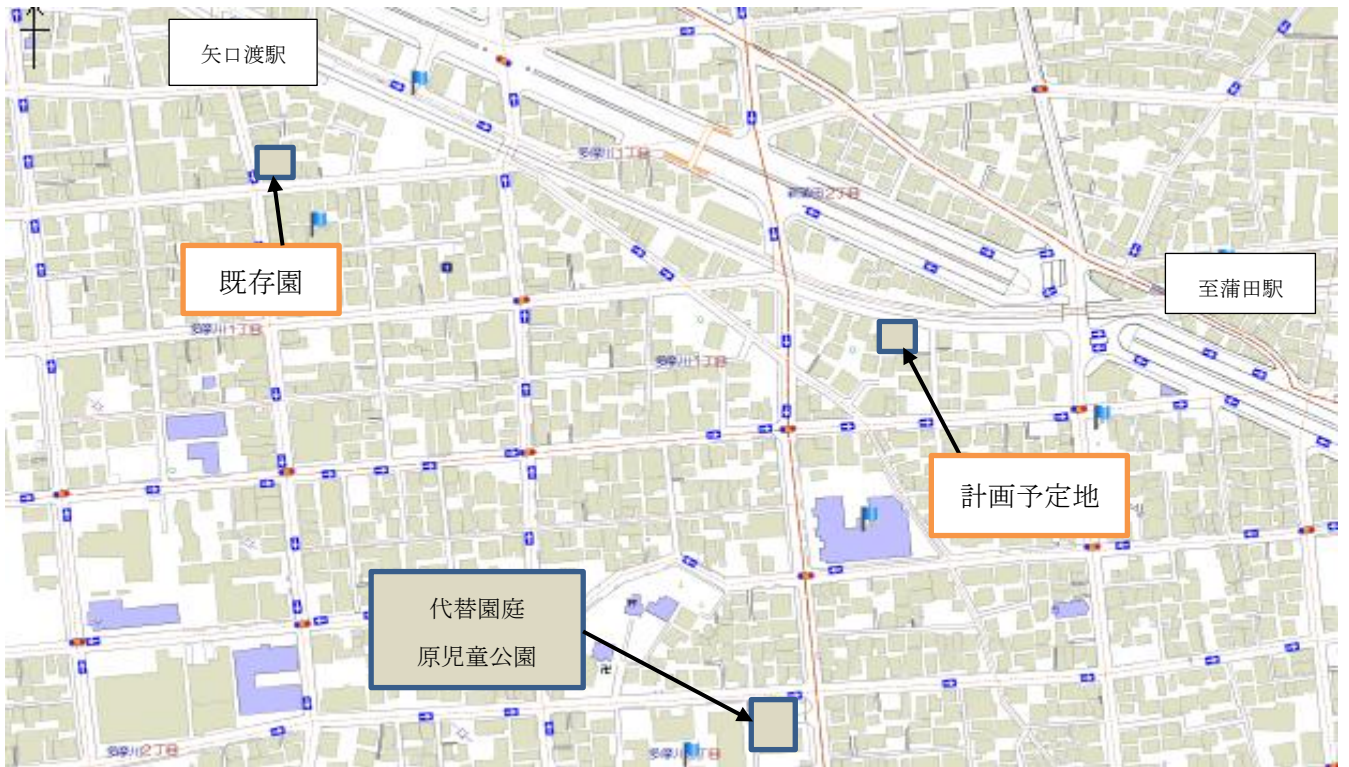 矢口渡駅
多摩川1丁目
新蒲田2丁目
既存園
至蒲田駅
多摩川1丁目
多摩川1丁目
計画予定地
代替園庭
原児童公園
卍
多摩川2丁目